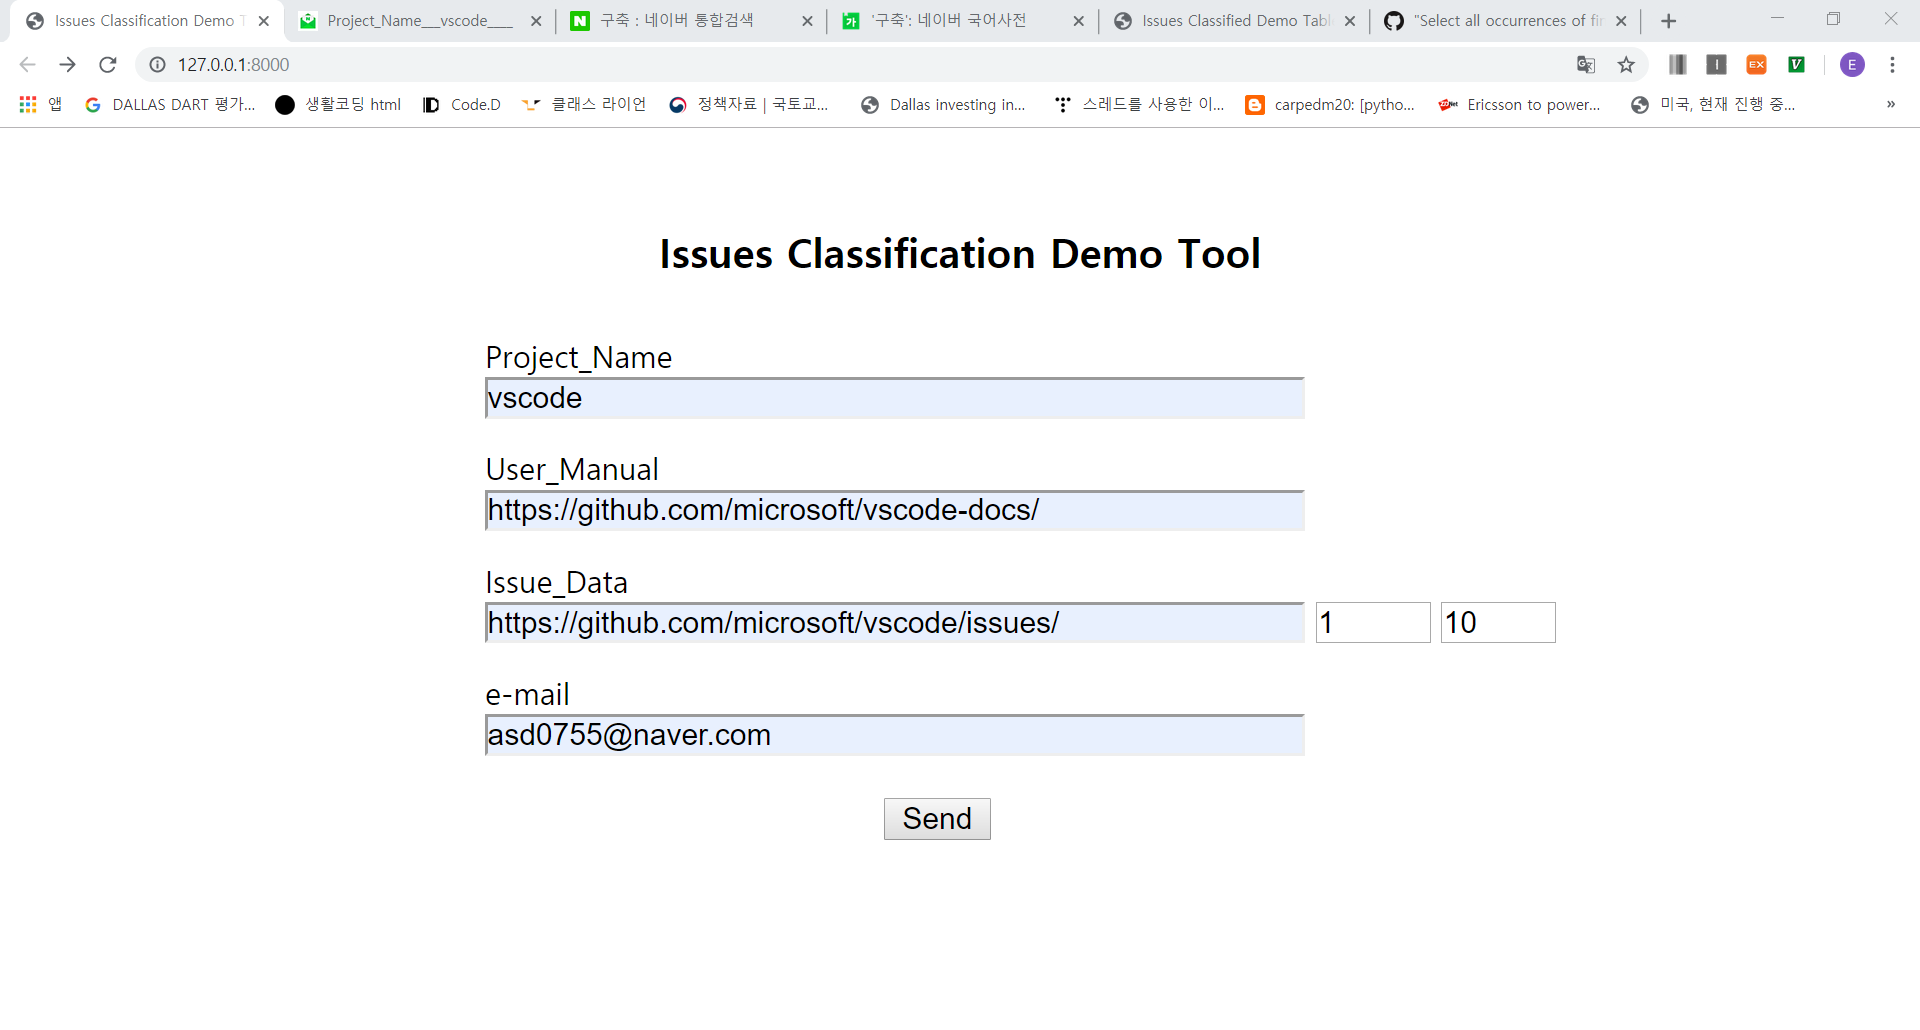 Issues Classification Demo T
Project_Name___vscode____
구축 : 네이버 통합검색
'구축': 네이버 국어사전
Issues Classified Demo Tabl
"Select all occurrences of fin
127.0.0.1:8000
E
앱
DALLAS DART 평가...
생활코딩 html
Code.D
클래스 라이언
정책자료 | 국토교...
Dallas investing in...
스레드를 사용한 이...
carpedm20: [pytho...
Ericsson to power...
미국, 현재 진행 중...
»
Issues Classification Demo Tool
Project_Name
vscode
User_Manual
https://github.com/microsoft/vscode-docs/
Issue_Data
https://github.com/microsoft/vscode/issues/ 1 10
e-mail
asd0755@naver.com
Send